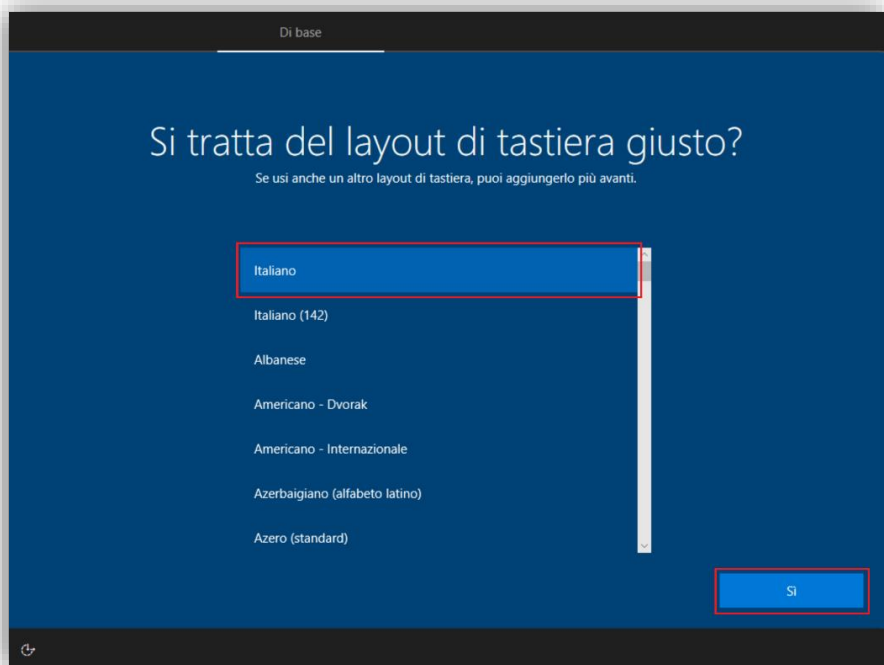 Di base
Si tratta del layout di tastiera giusto?
Se usi anche un altro layout di tastiera, puoi aggiungerlo più avanti.
Italiano
Italiano (142)
Albanese
Americano - Dvorak
Americano - Internazionale
Azerbaigiano (alfabeto latino)
Azero (standard)
Sì